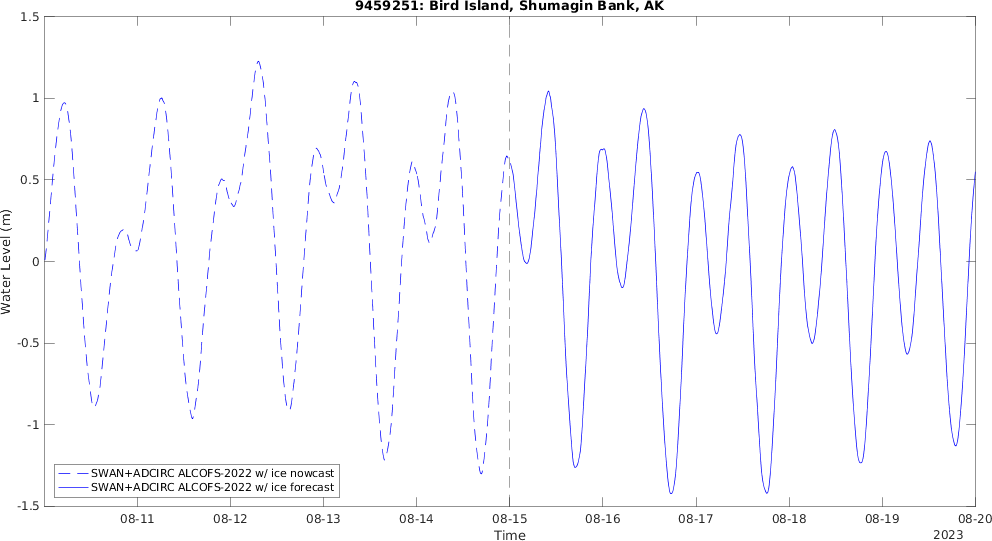 9459251: Bird Island, Shumagin Bank, AK
1.5
1
0.5
0
-0.5
-1
-1.5
Water Level (m)
SWAN+ADCIRC ALCOFS-2022 w/ ice nowcast
SWAN+ADCIRC ALCOFS-2022 w/ ice forecast
08-11 08-12 08-13 08-14 08-15 08-16 08-17 08-18 08-19 08-20
Time
2023